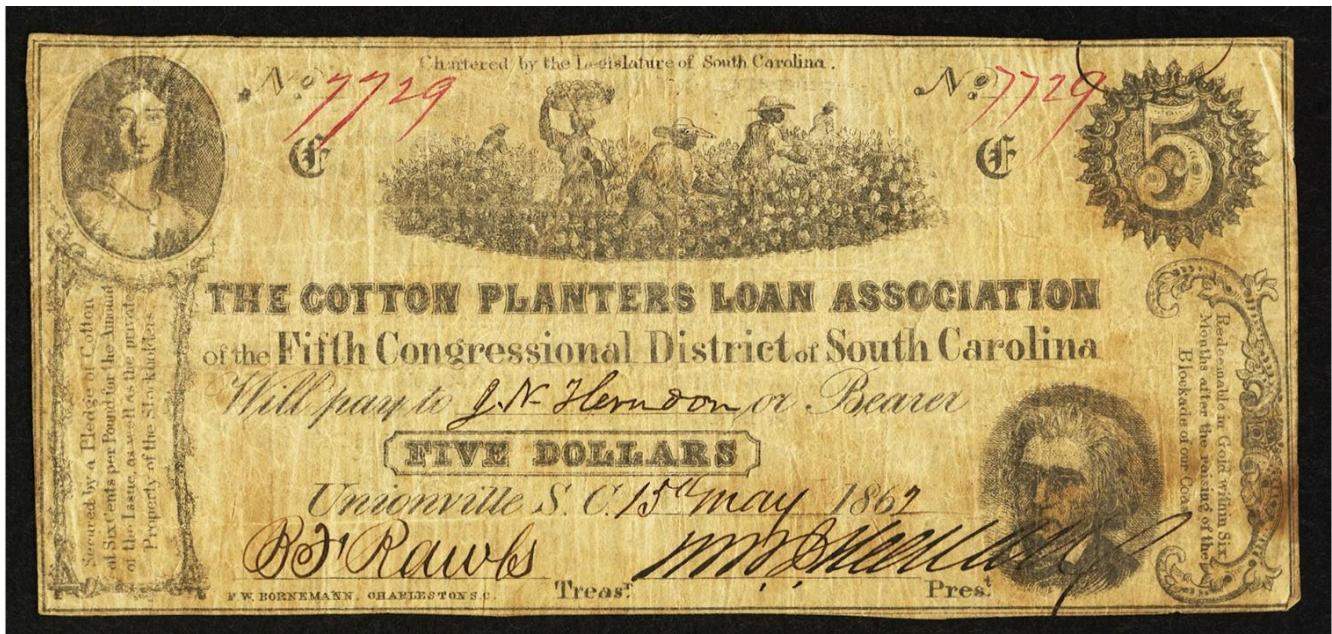 Chartered by the Legislature of South Carolina.
No. 7729
No. 7729
C
C
5
THE COTTON PLANTERS LOAN ASSOCIATION
of the Fifth Congressional District of South Carolina
Will pay to J. N. Herndon or Bearer
FIVE DOLLARS
Unionville S. C. 15th May 1862
Treasr.
Prest.
F. W. BORNEMANN, CHARLESTON S.C.
Secured by a Pledge of Cotton
at Six Cents per Pound for the Amount
of the Issue, as well as the private
Property of the Stockholders.
Redeemable in Gold within Six
Months after the raising of the
Blockade of our Coast